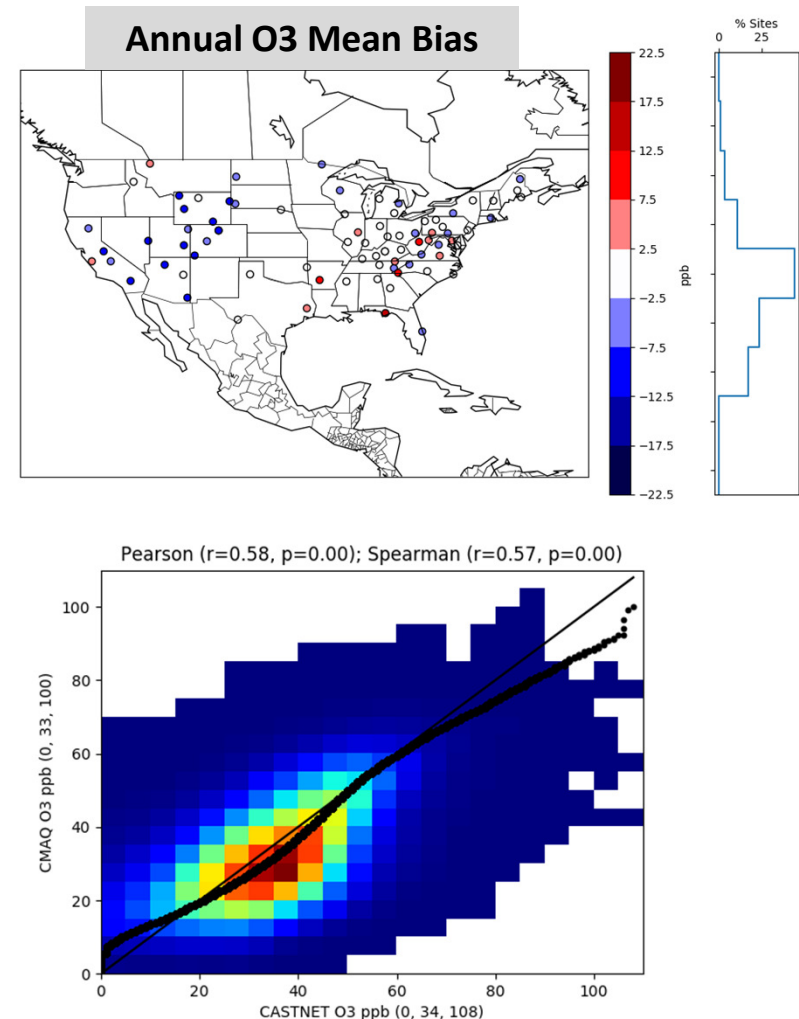 Annual O3 Mean Bias
% Sites
0 25
22.5
17.5
12.5
7.5
2.5
−2.5
−7.5
−12.5
−17.5
−22.5
ppb
Pearson (r=0.58, p=0.00); Spearman (r=0.57, p=0.00)
CMAQ O3 ppb (0, 33, 100)
100
80
60
40
20
0
0 20 40 60 80 100
CASTNET O3 ppb (0, 34, 108)